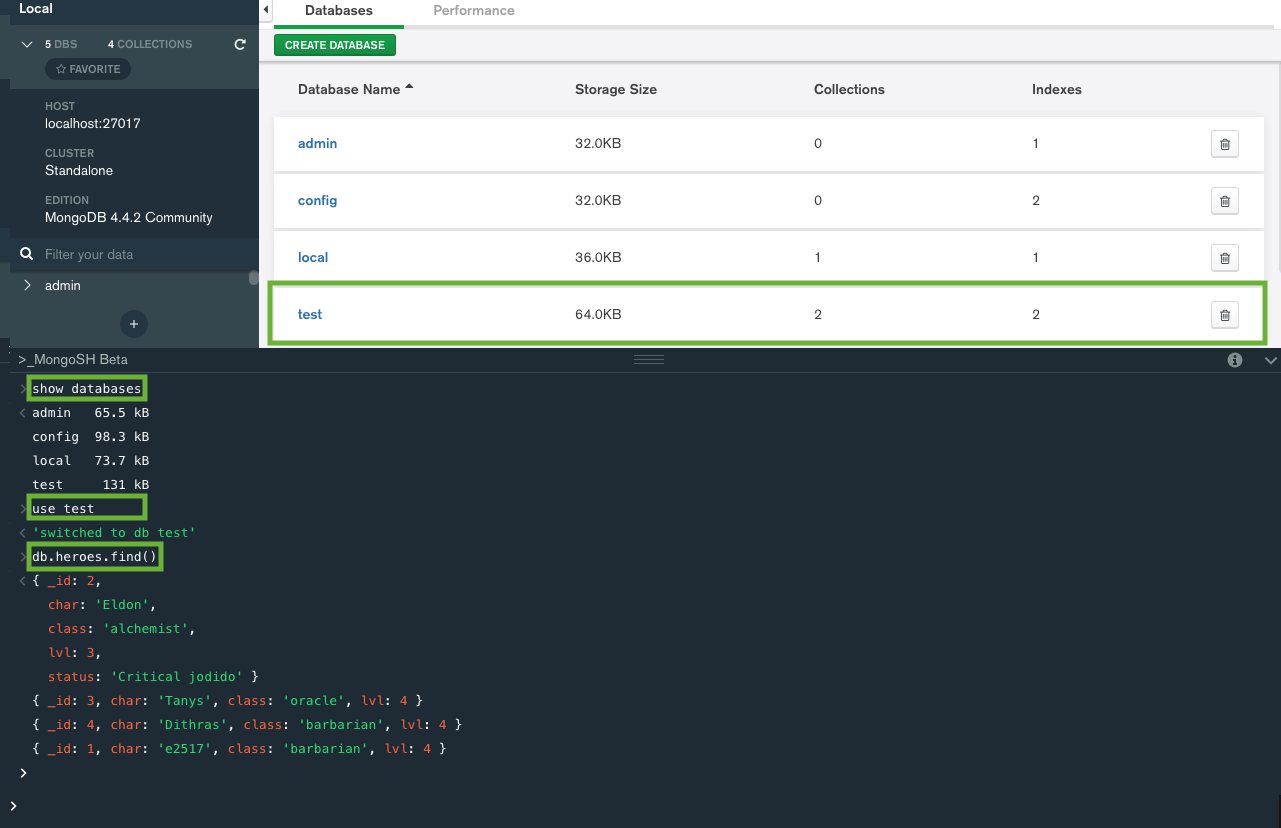 Local
Databases Performance
5 DBS 4 COLLECTIONS
CREATE DATABASE
FAVORITE
Database Name Storage Size Collections Indexes
HOST
localhost:27017
admin 32.0KB 0 1
CLUSTER
Standalone
EDITION
config 32.0KB 0 2
MongoDB 4.4.2 Community
Filter your data
local 36.0KB 1 1
admin
test 64.0KB 2 2
+
>_MongoSH Beta
> show databases
< admin 65.5 kB
config 98.3 kB
local 73.7 kB
test 131 kB
> use test
< 'switched to db test'
> db.heroes.find()
< { _id: 2,
char: 'Eldon',
class: 'alchemist',
lvl: 3,
status: 'Critical jodido' }
{ _id: 3, char: 'Tanys', class: 'oracle', lvl: 4 }
{ _id: 4, char: 'Dithras', class: 'barbarian', lvl: 4 }
{ _id: 1, char: 'e2517', class: 'barbarian', lvl: 4 }
>
>